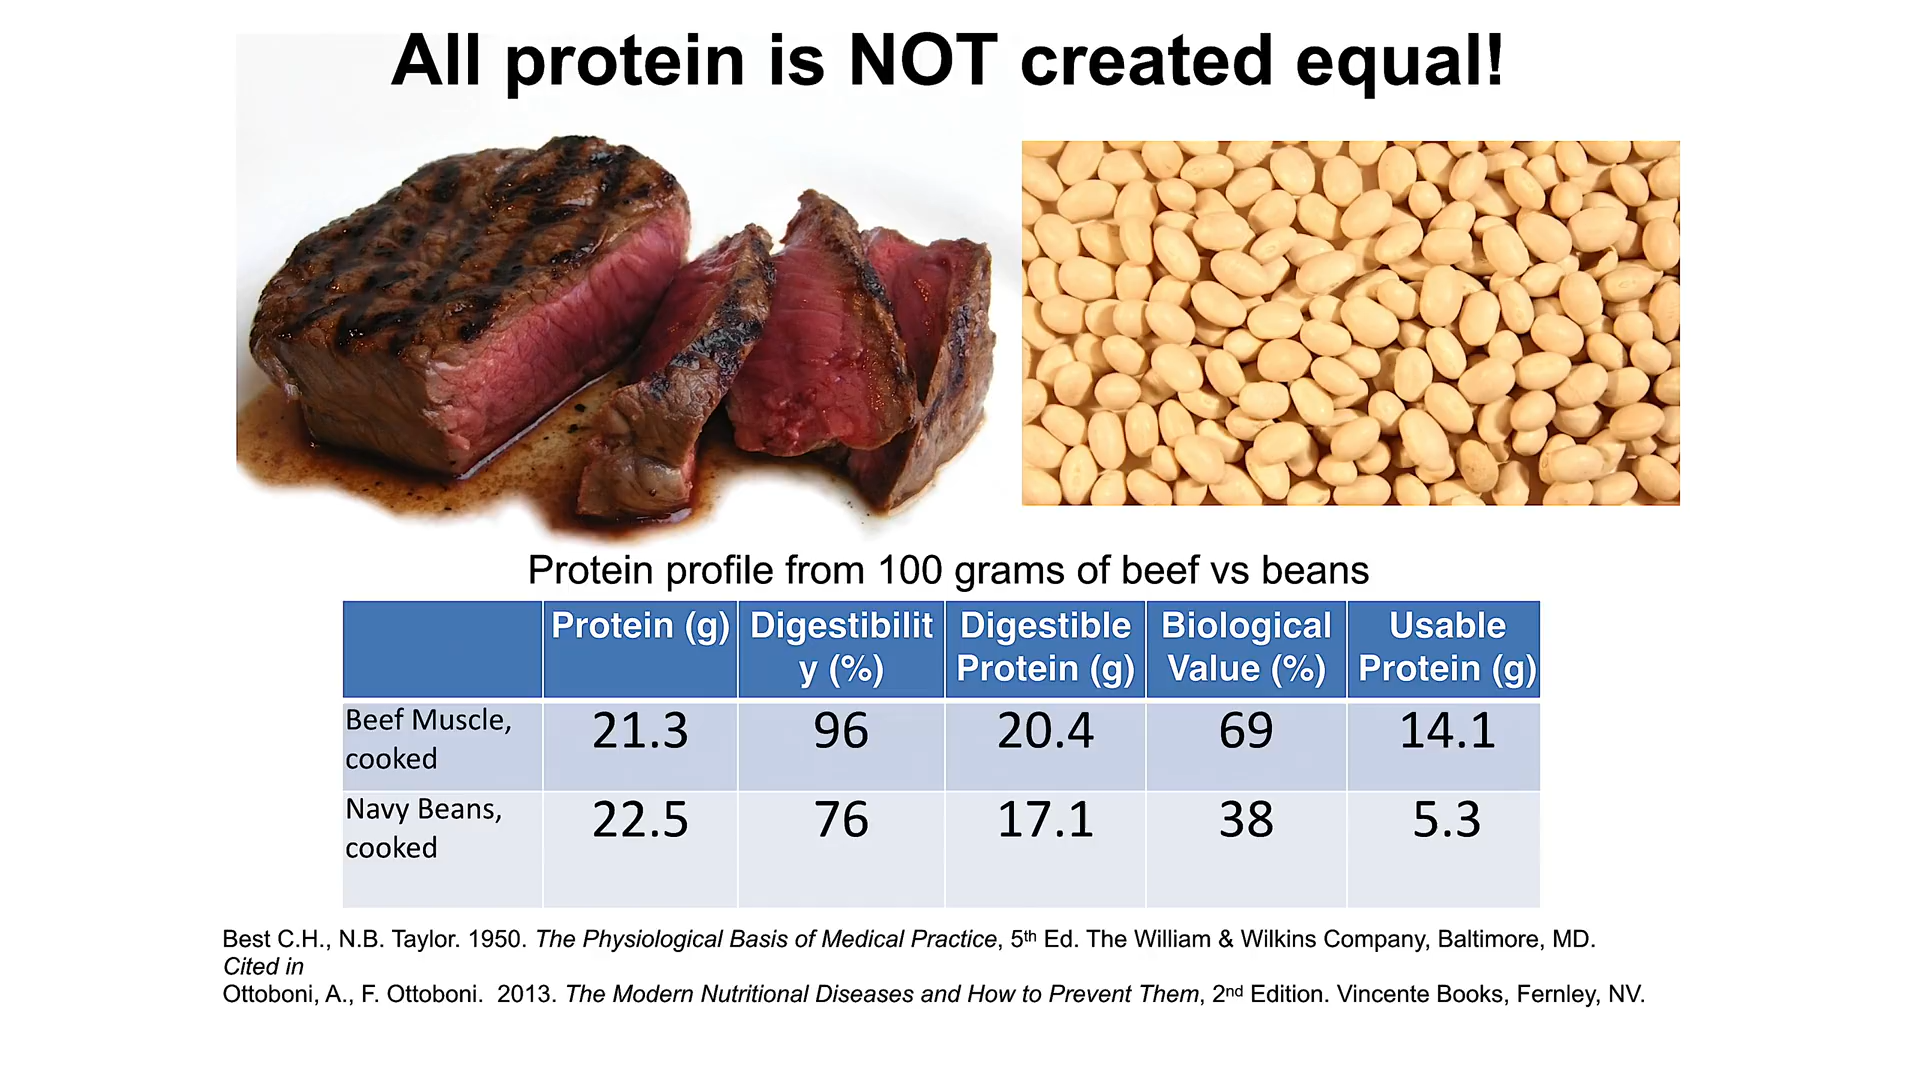 All protein is NOT created equal!
Protein profile from 100 grams of beef vs beans
Protein (g) Digestibilit Digestible Biological Usable
y (%) Protein (g) Value (%) Protein (g)
Beef Muscle, 21.3 96 20.4 69 14.1
cooked
Navy Beans, 22.5 76 17.1 38 5.3
cooked
Best C.H., N.B. Taylor. 1950. The Physiological Basis of Medical Practice, 5th Ed. The William & Wilkins Company, Baltimore, MD.
Cited in
Ottoboni, A., F. Ottoboni. 2013. The Modern Nutritional Diseases and How to Prevent Them, 2nd Edition. Vincente Books, Fernley, NV.